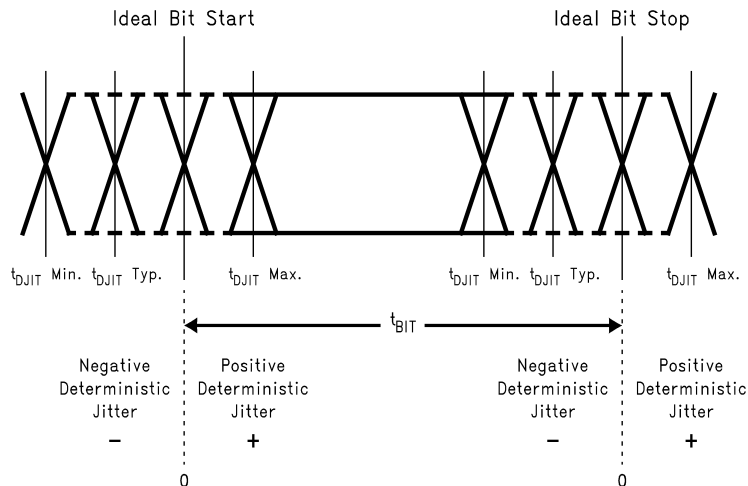 Ideal Bit Start Ideal Bit Stop
tDJIT Min. tDJIT Typ. tDJIT Max. tDJIT Min. tDJIT Typ. tDJIT Max.
tBIT
Negative Positive Negative Positive
Deterministic Deterministic Deterministic Deterministic
Jitter Jitter Jitter Jitter
– + – +
0 0